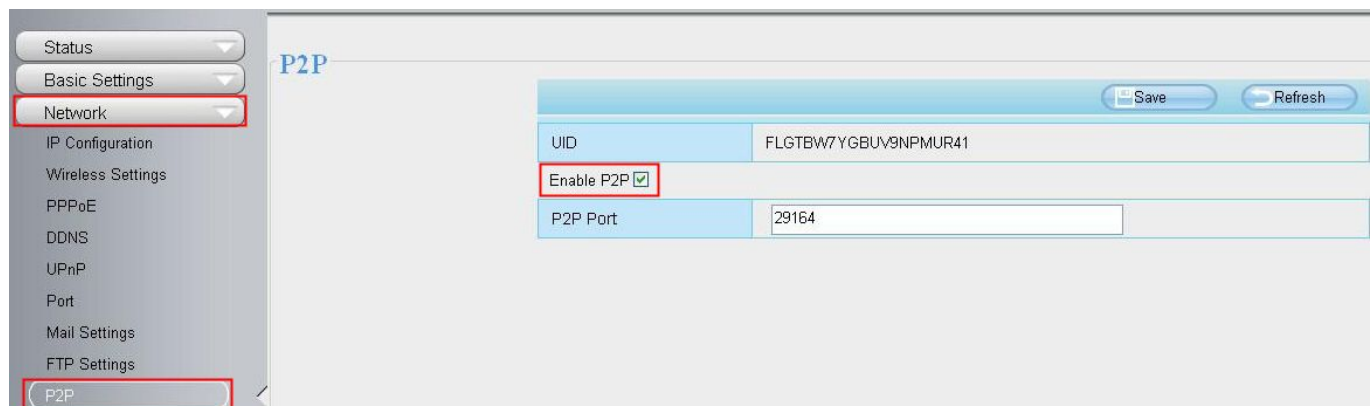 Status
Basic Settings
Network
IP Configuration
Wireless Settings
PPPoE
DDNS
UPnP
Port
Mail Settings
FTP Settings
P2P
P2P
Save Refresh
UID FLGTBW7YGBUV9NPMUR41
Enable P2P
P2P Port 29164